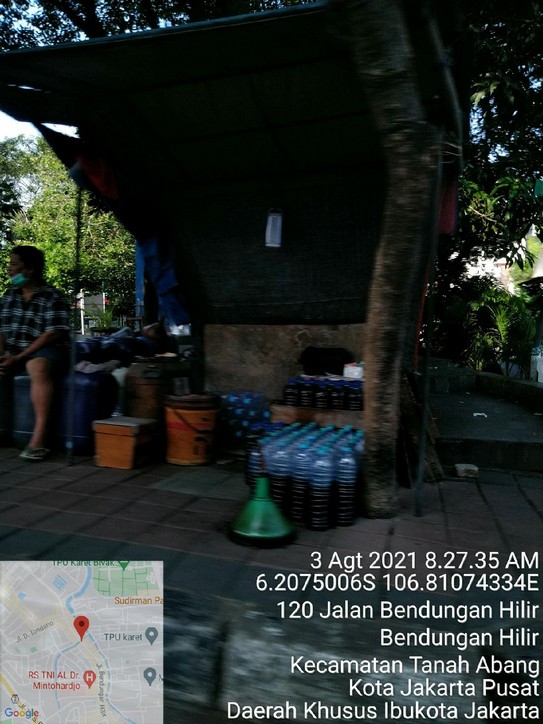 3 Agt 2021 8.27.35 AM
6.2075006S 106.81074334E
120 Jalan Bendungan Hilir
Bendungan Hilir
Kecamatan Tanah Abang
Kota Jakarta Pusat
Daerah Khusus Ibukota Jakarta
TPU Karet Bivak
Sudirman Pa
TPU karet
RS TNI AL Dr.
Mintohardjo
Google